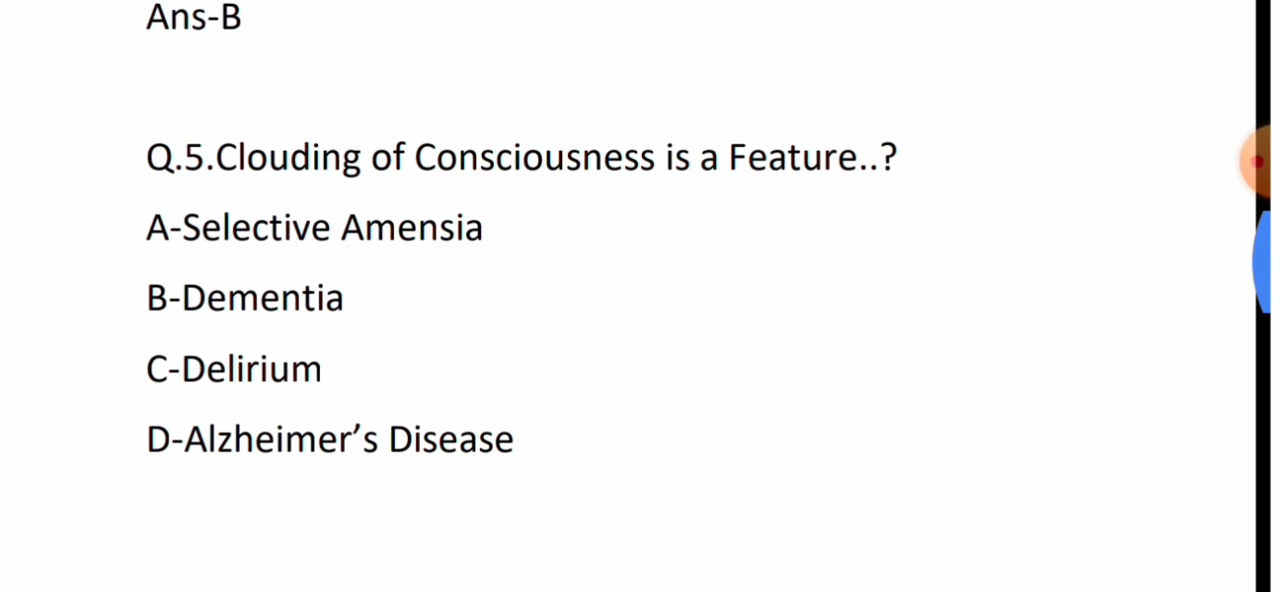 Ans-B
Q.5.Clouding of Consciousness is a Feature..?
A-Selective Amensia
B-Dementia
C-Delirium
D-Alzheimer’s Disease